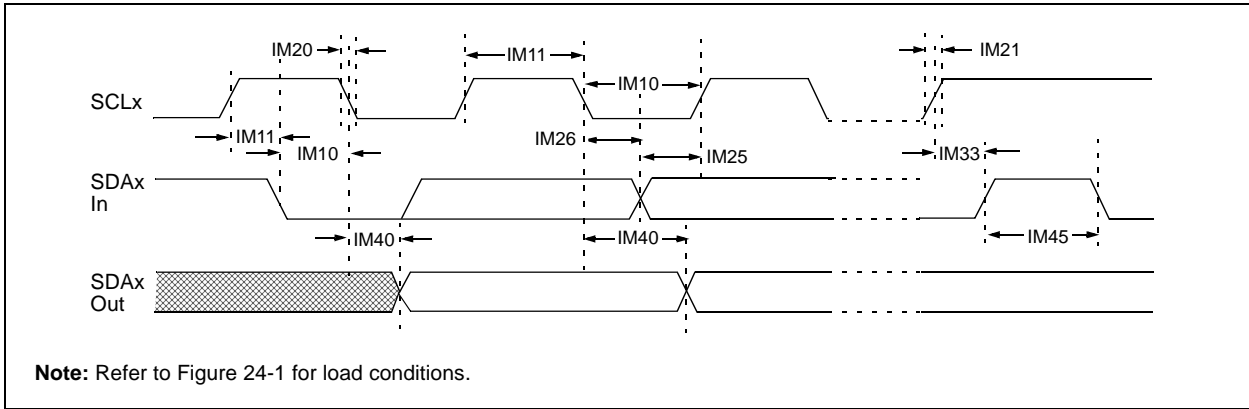 IM20
IM11
IM21
IM10
SCLx
IM11
IM26
IM10
IM25
IM33
SDAx
In
IM40
IM40
IM45
SDAx
Out
Note: Refer to Figure 24-1 for load conditions.